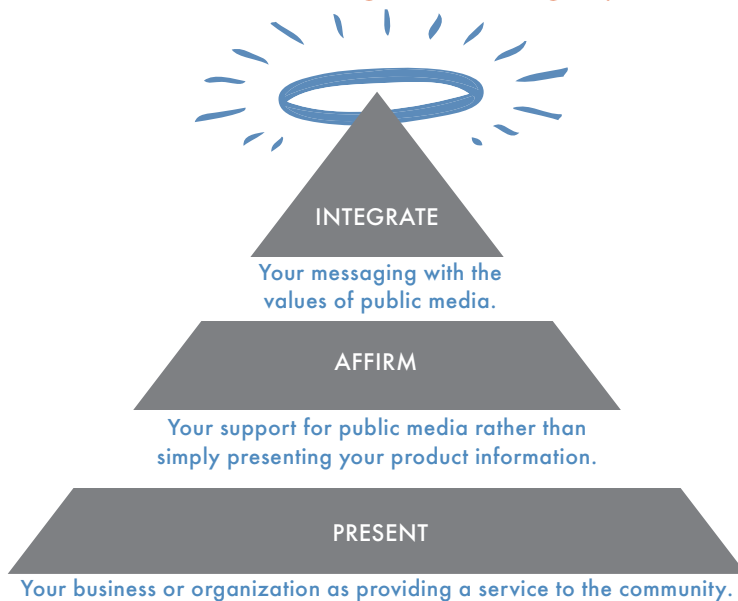 INTEGRATE
Your messaging with the
values of public media.
AFFIRM
Your support for public media rather than
simply presenting your product information.
PRESENT
Your business or organization as providing a service to the community.